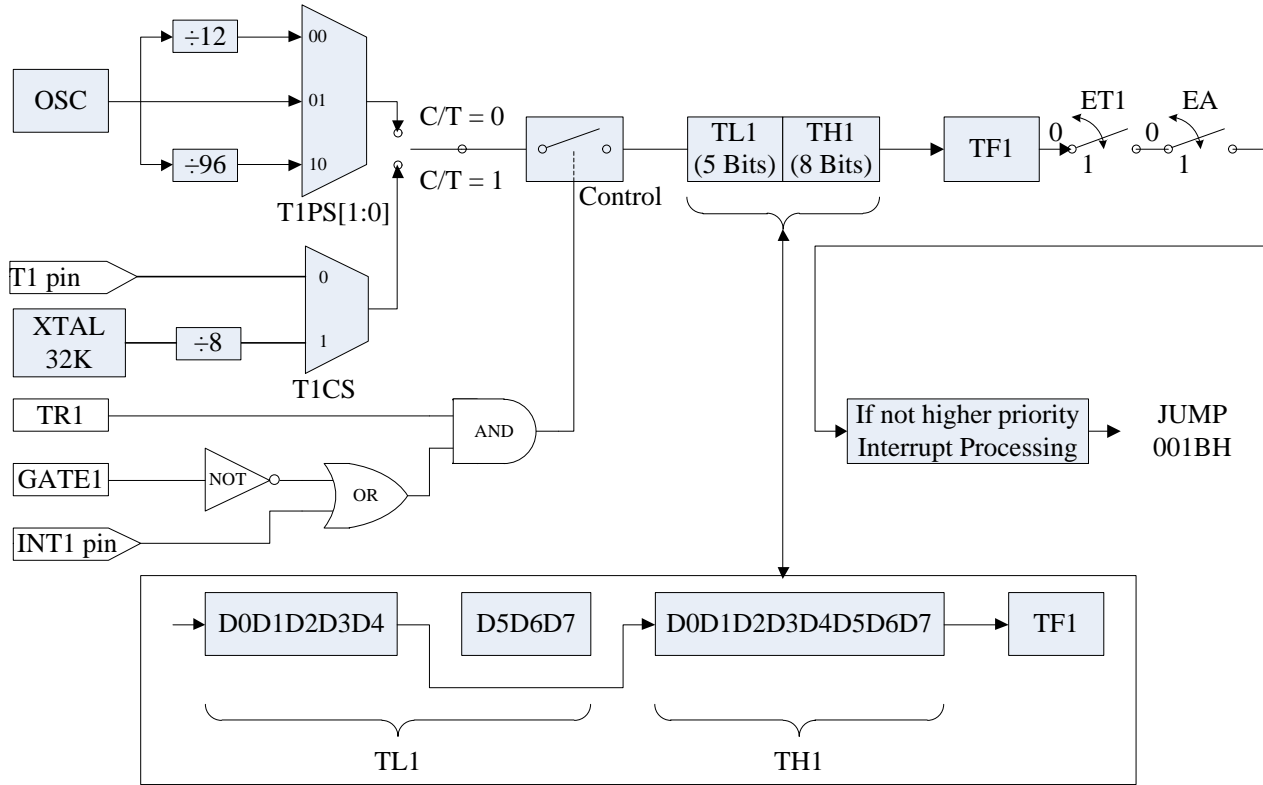 ÷12
00
OSC
01
÷96
10
T1PS[1:0]
C/T = 0
C/T = 1
Control
TL1
(5 Bits)
TH1
(8 Bits)
TF1
ET1
0
1
EA
0
1
T1 pin
0
XTAL
32K
÷8
1
T1CS
TR1
AND
GATE1
NOT
OR
INT1 pin
If not higher priority
Interrupt Processing
JUMP
001BH
D0D1D2D3D4
D5D6D7
D0D1D2D3D4D5D6D7
TF1
TL1
TH1